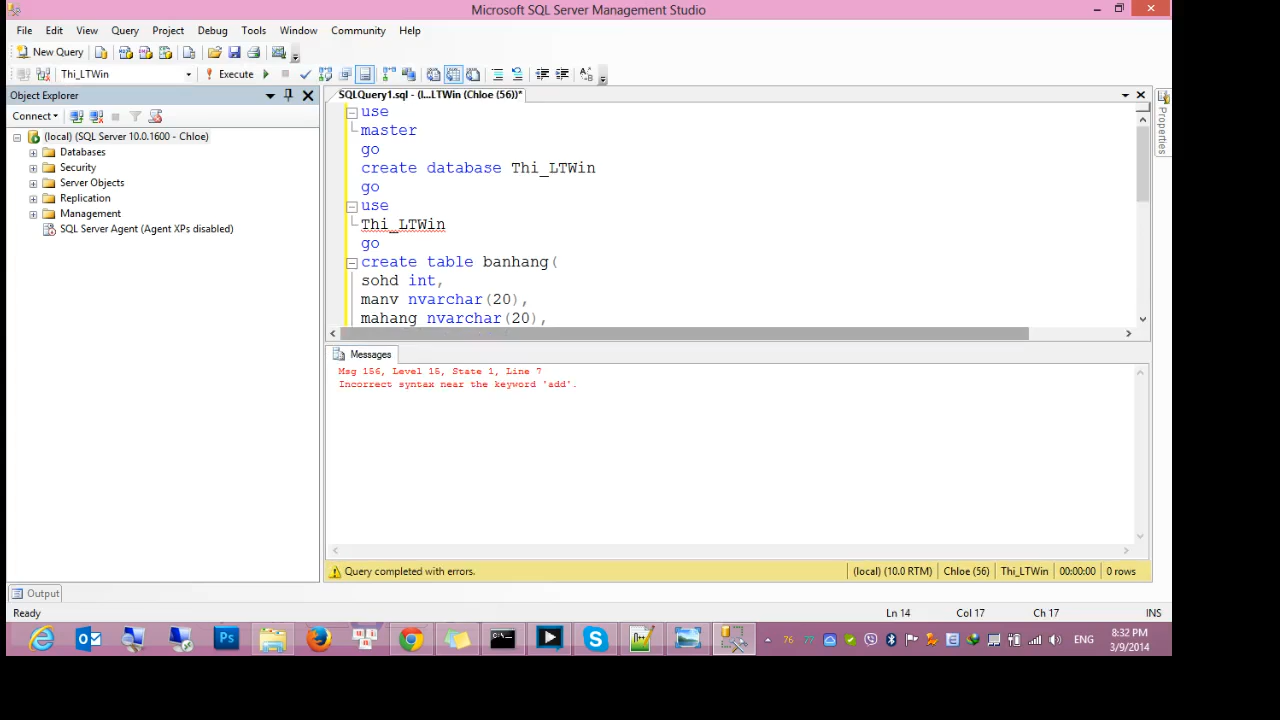 Microsoft SQL Server Management Studio
File Edit View Query Project Debug Tools Window Community Help
New Query
Thi_LTWin Execute
Object Explorer
SQLQuery1.sql - (l...LTWin (Chloe (56))*
Connect
(local) (SQL Server 10.0.1600 - Chloe)
Databases
Security
Server Objects
Replication
Management
SQL Server Agent (Agent XPs disabled)
use
master
go
create database Thi_LTWin
go
use
Thi_LTWin
go
create table banhang(
sohd int,
manv nvarchar(20),
mahang nvarchar(20),
Properties
Messages
Msg 156, Level 15, State 1, Line 7
Incorrect syntax near the keyword 'add'.
Query completed with errors. (local) (10.0 RTM) Chloe (56) Thi_LTWin 00:00:00 0 rows
Output
Ready Ln 14 Col 17 Ch 17 INS
Ps 76 77 ENG 8:32 PM
3/9/2014